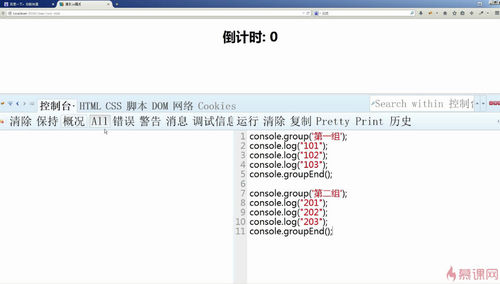 倒计时: 0
控制台 HTML CSS 脚本 DOM 网络 Cookies
Search within 控制台
清除 保持 概况 All 错误 警告 消息 调试信息 运行 清除 复制 Pretty Print 历史
1 console.group('第一组');
2 console.log("101");
3 console.log("102");
4 console.log("103");
5 console.groupEnd();
6
7 console.group('第二组');
8 console.log("201");
9 console.log("202");
10 console.log("203");
11 console.groupEnd();
慕课网